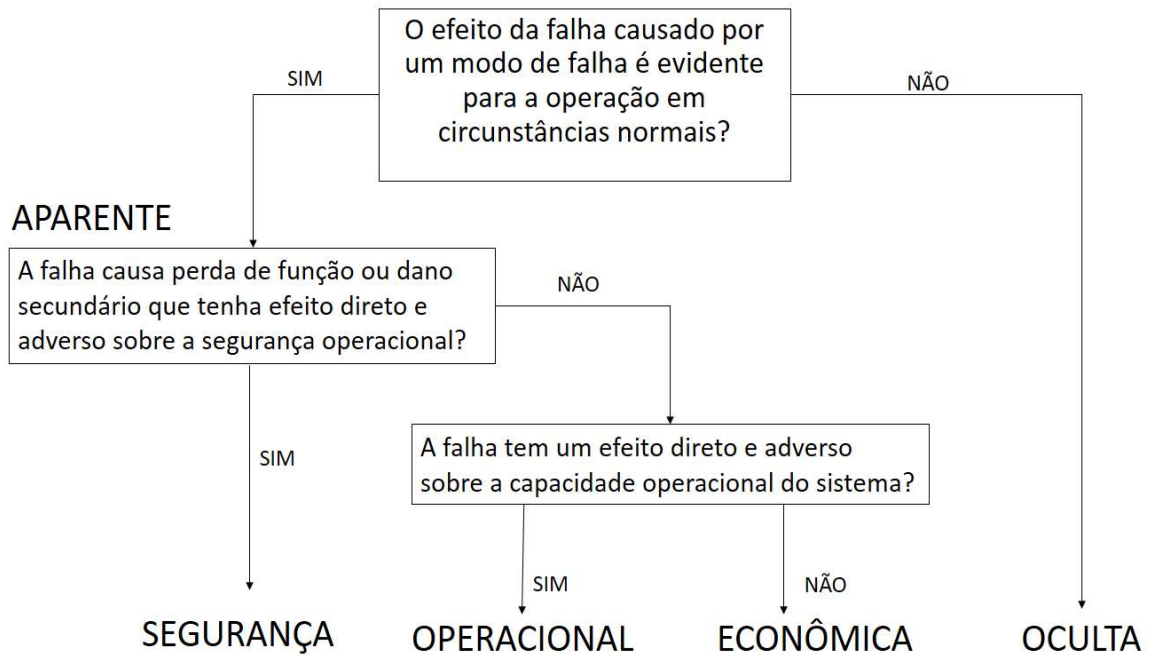 O efeito da falha causado por
um modo de falha é evidente
para a operação em
circunstâncias normais?
SIM
NÃO
APARENTE
A falha causa perda de função ou dano
secundário que tenha efeito direto e
adverso sobre a segurança operacional?
NÃO
SIM
A falha tem um efeito direto e adverso
sobre a capacidade operacional do sistema?
SIM
NÃO
SEGURANÇA
OPERACIONAL
ECONÔMICA
OCULTA